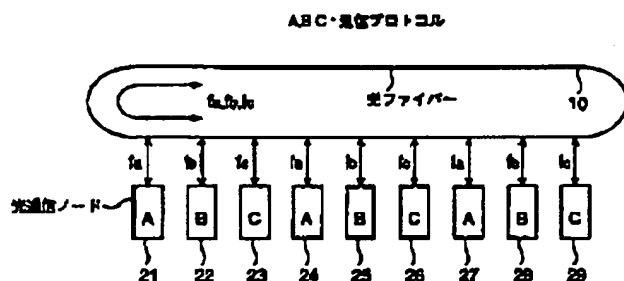 A,B,C・通信プロトコル
fa,fb,fc
光ファイバー
10
fa fb fc fa fb fc fa fb fc
光通信ノード
A B C A B C A B C
21 22 23 24 25 26 27 28 29